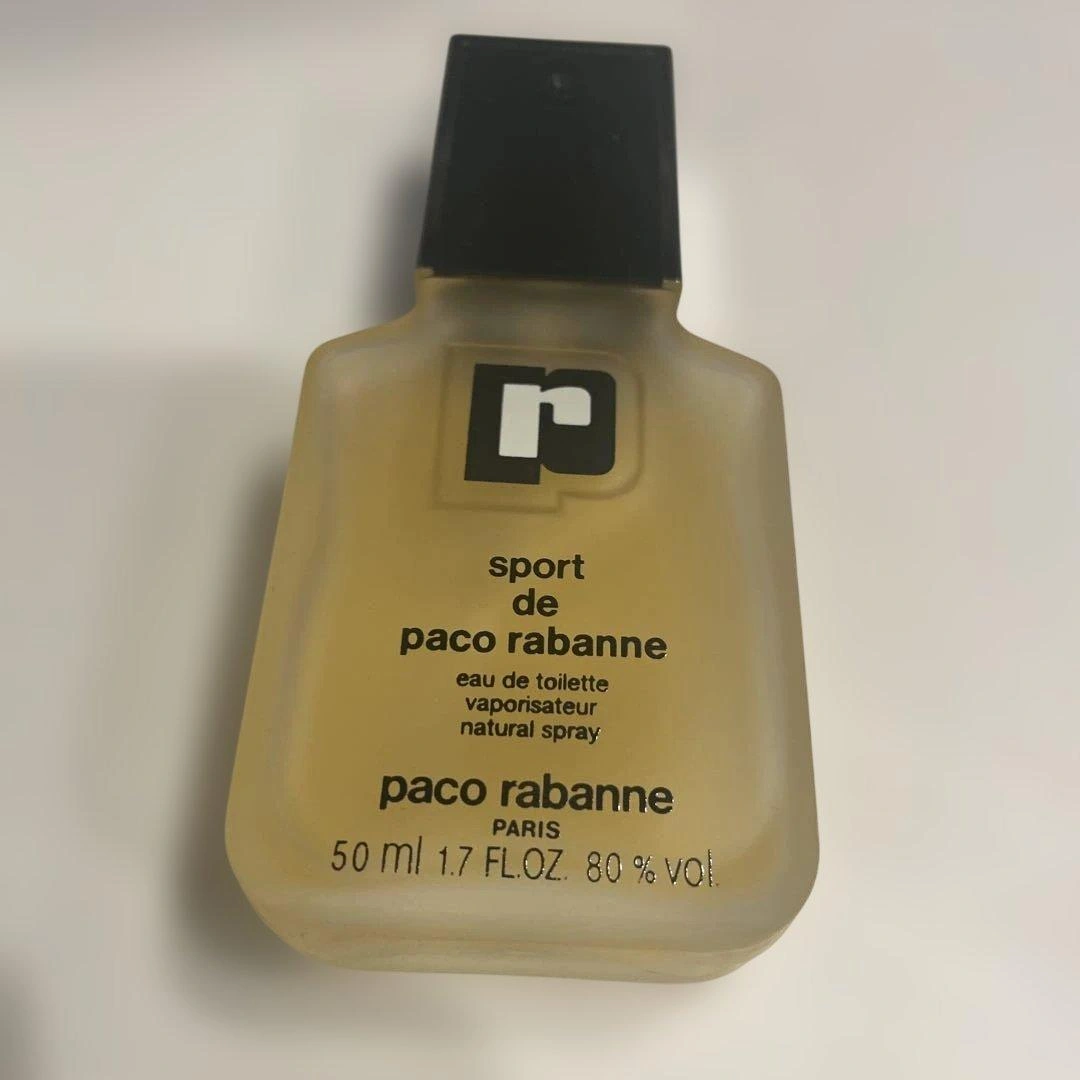 pr
sport
de
paco rabanne
eau de toilette
vaporisateur
natural spray
paco rabanne
PARIS
50 ml 1.7 FL.OZ. 80 % vol.